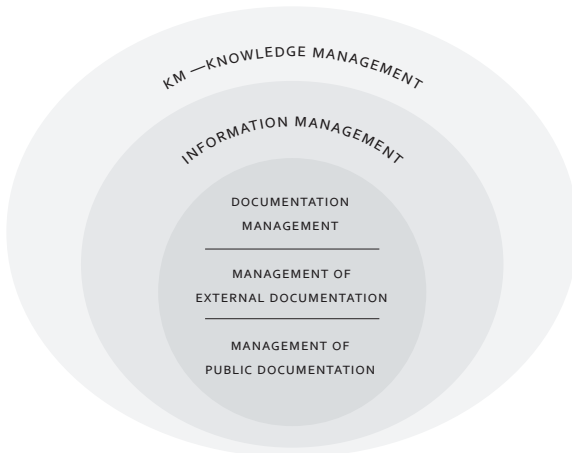 KM —KNOWLEDGE MANAGEMENT
INFORMATION MANAGEMENT
DOCUMENTATION
MANAGEMENT
MANAGEMENT OF
EXTERNAL DOCUMENTATION
MANAGEMENT OF
PUBLIC DOCUMENTATION